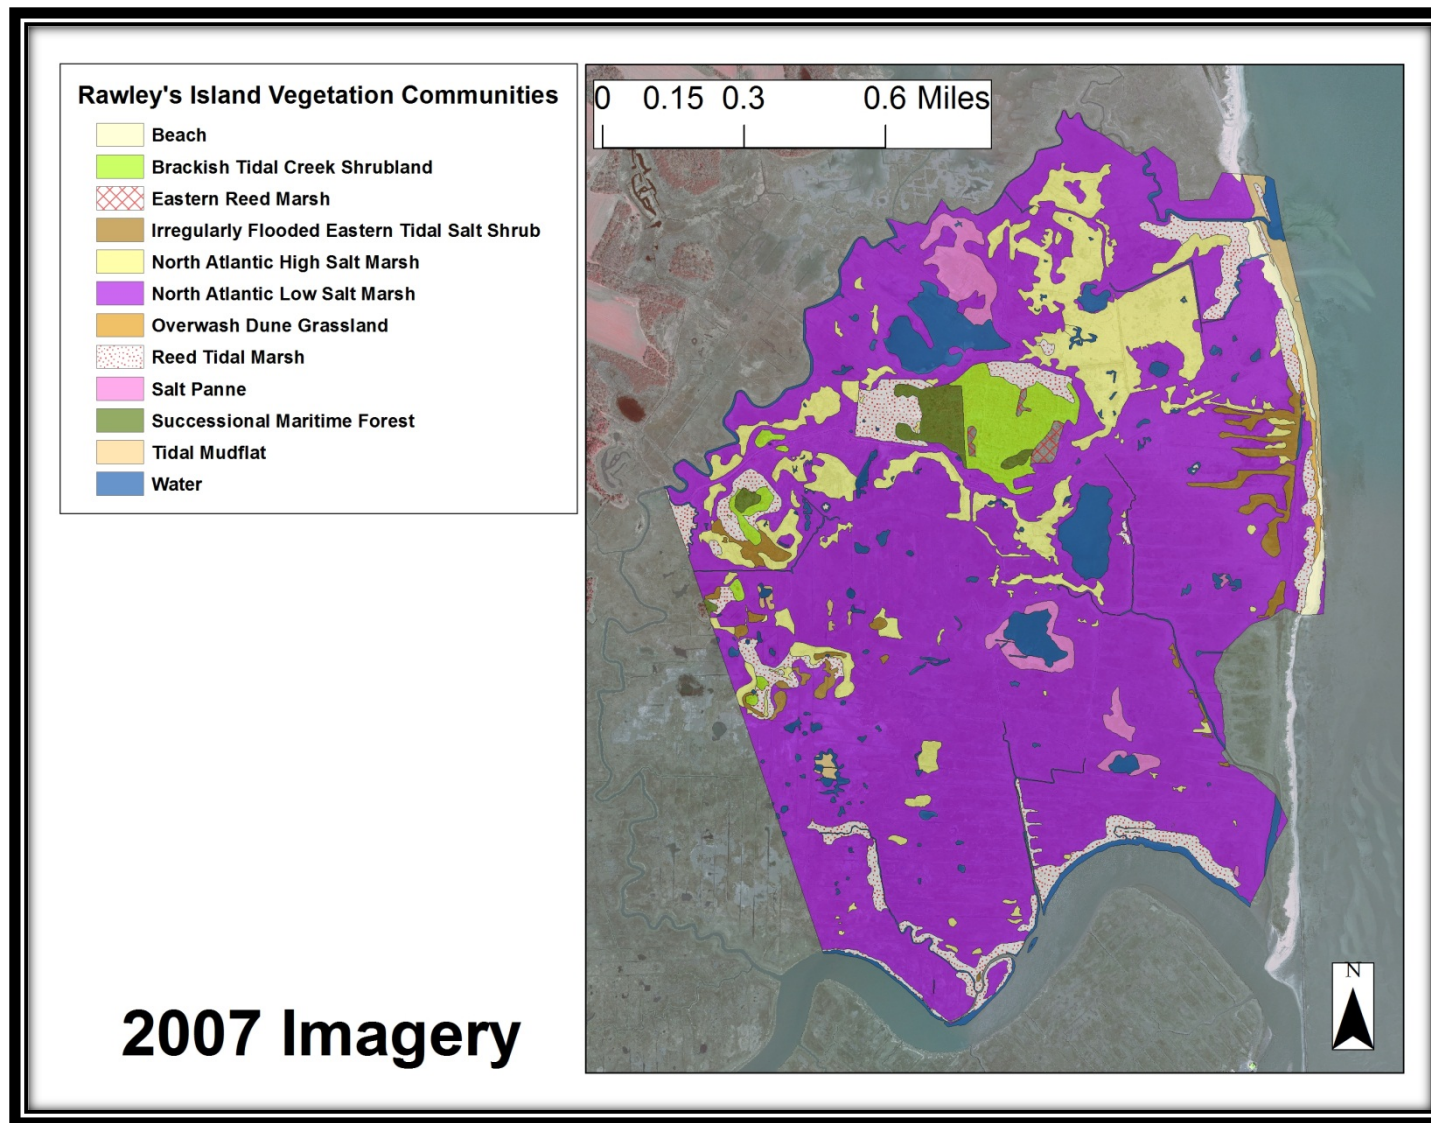 Rawley's Island Vegetation Communities
Beach
Brackish Tidal Creek Shrubland
Eastern Reed Marsh
Irregularly Flooded Eastern Tidal Salt Shrub
North Atlantic High Salt Marsh
North Atlantic Low Salt Marsh
Overwash Dune Grassland
Reed Tidal Marsh
Salt Panne
Successional Maritime Forest
Tidal Mudflat
Water
0 0.15 0.3 0.6 Miles
2007 Imagery
N